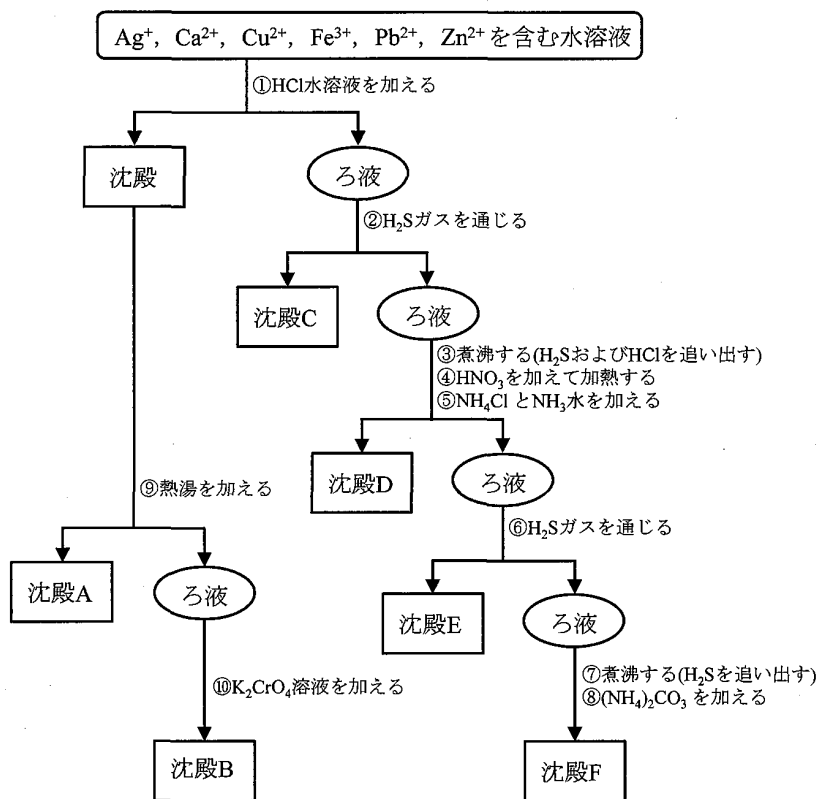 Ag⁺, Ca²⁺, Cu²⁺, Fe³⁺, Pb²⁺, Zn²⁺を含む水溶液
①HCl水溶液を加える
沈殿
ろ液
②H₂Sガスを通じる
沈殿C
ろ液
③煮沸する(H₂SおよびHClを追い出す)
④HNO₃を加えて加熱する
⑤NH₄ClとNH₃水を加える
⑨熱湯を加える
沈殿D
ろ液
⑥H₂Sガスを通じる
沈殿A
ろ液
沈殿E
ろ液
⑩K₂CrO₄溶液を加える
⑦煮沸する(H₂Sを追い出す)
⑧(NH₄)₂CO₃を加える
沈殿B
沈殿F